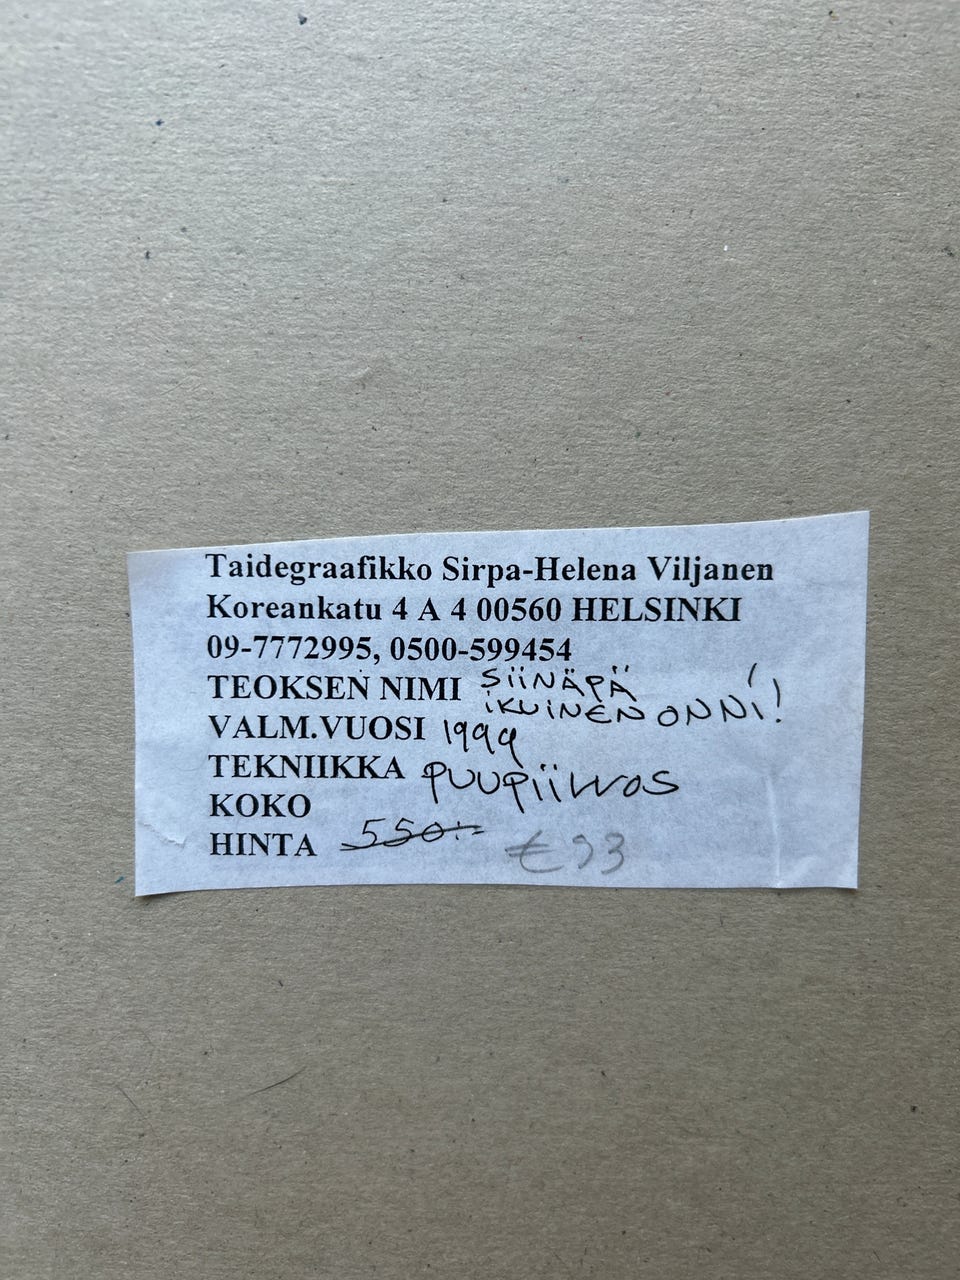 Taidegraafikko Sirpa-Helena Viljanen
Koreankatu 4 A 4 00560 HELSINKI
09-7772995, 0500-599454
TEOKSEN NIMI SIINÄPÄ
IKUINEN ONNI!
VALM.VUOSI 1999
TEKNIIKKA PUUPIIRROS
KOKO
HINTA 550:- € 93